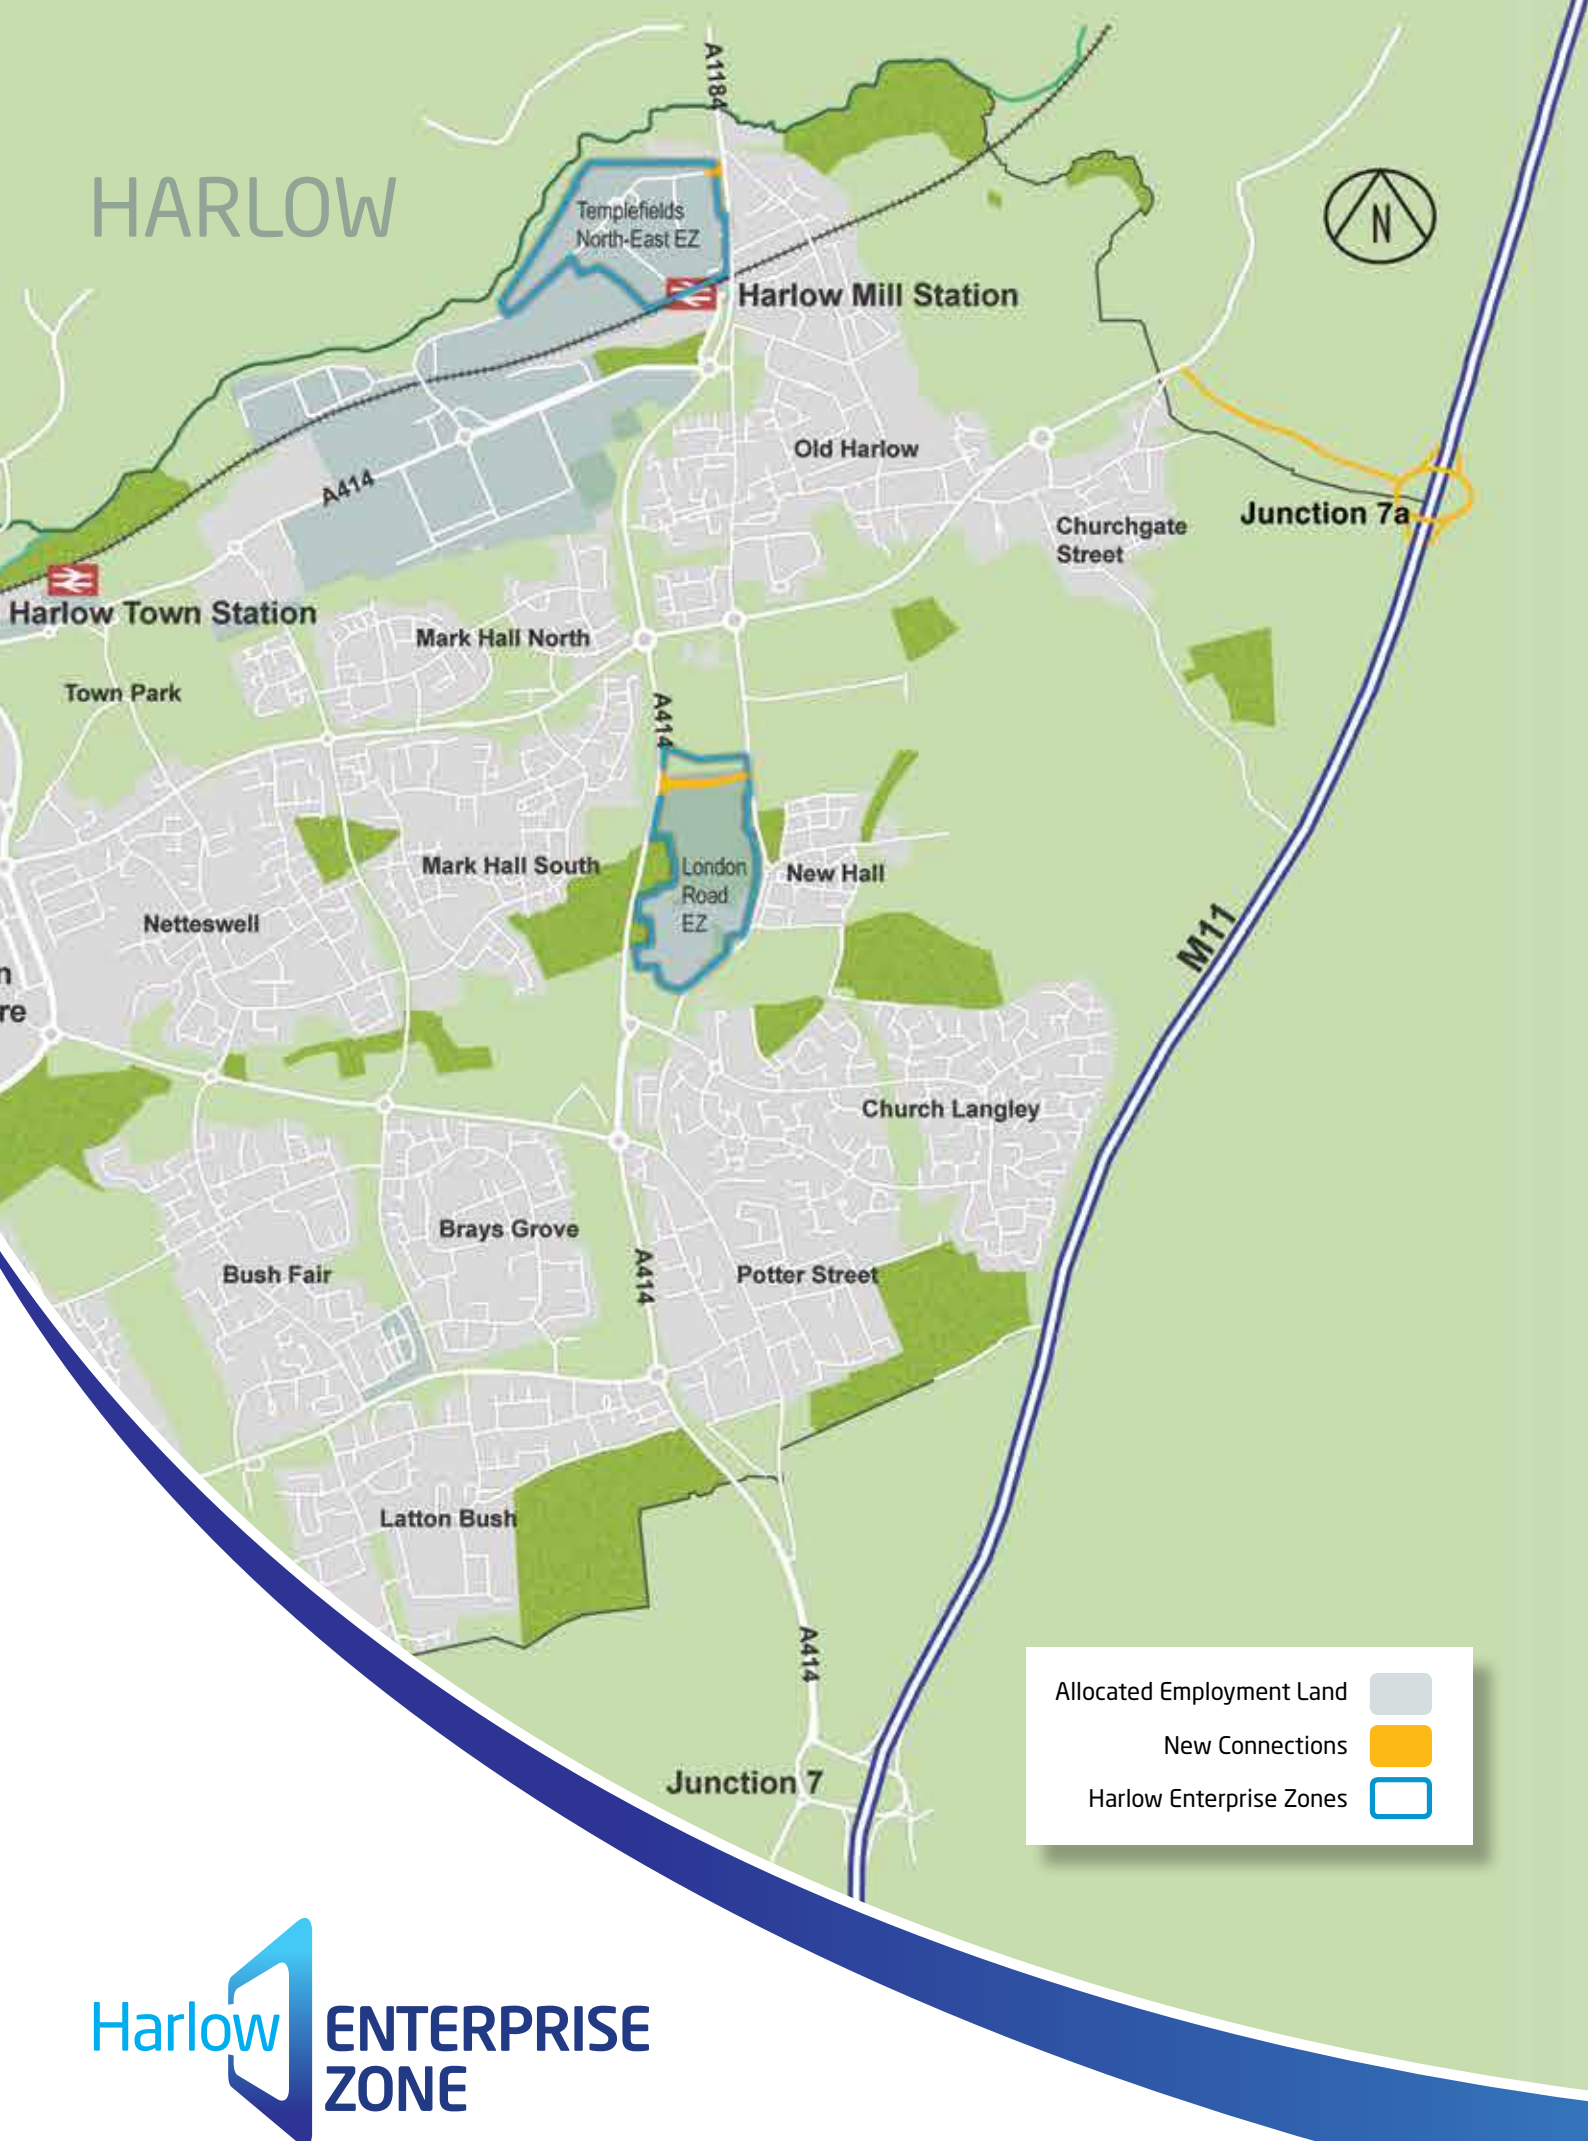 A1184
HARLOW
Templefields
North-East EZ
N
Harlow Mill Station
Old Harlow
A414
Junction 7a
Churchgate
Street
Harlow Town Station
Mark Hall North
Town Park
A414
Mark Hall South
London
Road
EZ
New Hall
Netteswell
M11
n
re
Church Langley
Brays Grove
A414
Bush Fair
Potter Street
Latton Bush
A414
Allocated Employment Land
New Connections
Harlow Enterprise Zones
Junction 7
Harlow ENTERPRISE
ZONE